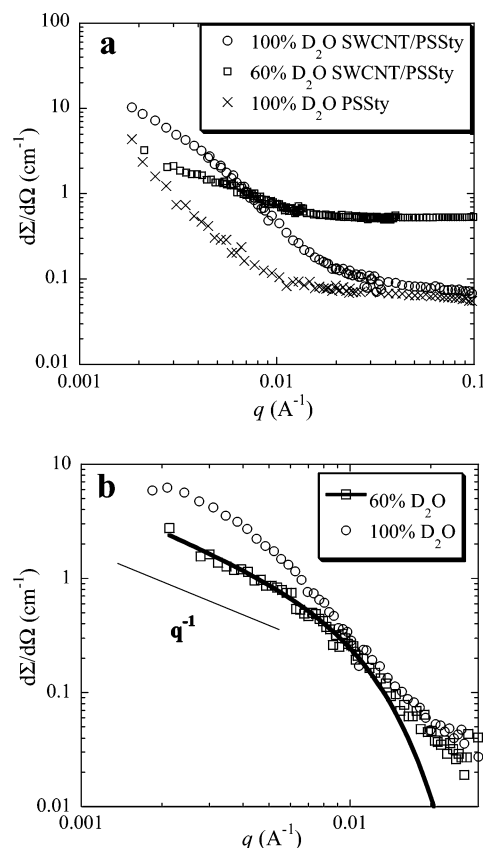 a
100% D₂O SWCNT/PSSty
60% D₂O SWCNT/PSSty
100% D₂O PSSty
100
10
1
0.1
0.01
dΣ/dΩ (cm⁻¹)
0.001
0.01
0.1
q (A⁻¹)
b
60% D₂O
100% D₂O
10
1
0.1
0.01
dΣ/dΩ (cm⁻¹)
q⁻¹
0.001
0.01
q (A⁻¹)